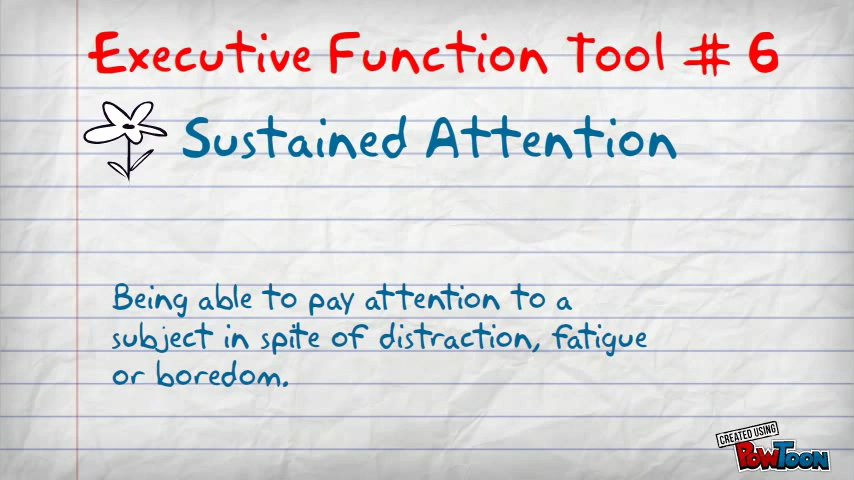 Executive Function Tool # 6
Sustained Attention
Being able to pay attention to a
subject in spite of distraction, fatigue
or boredom.
CREATED USING
POWTOON